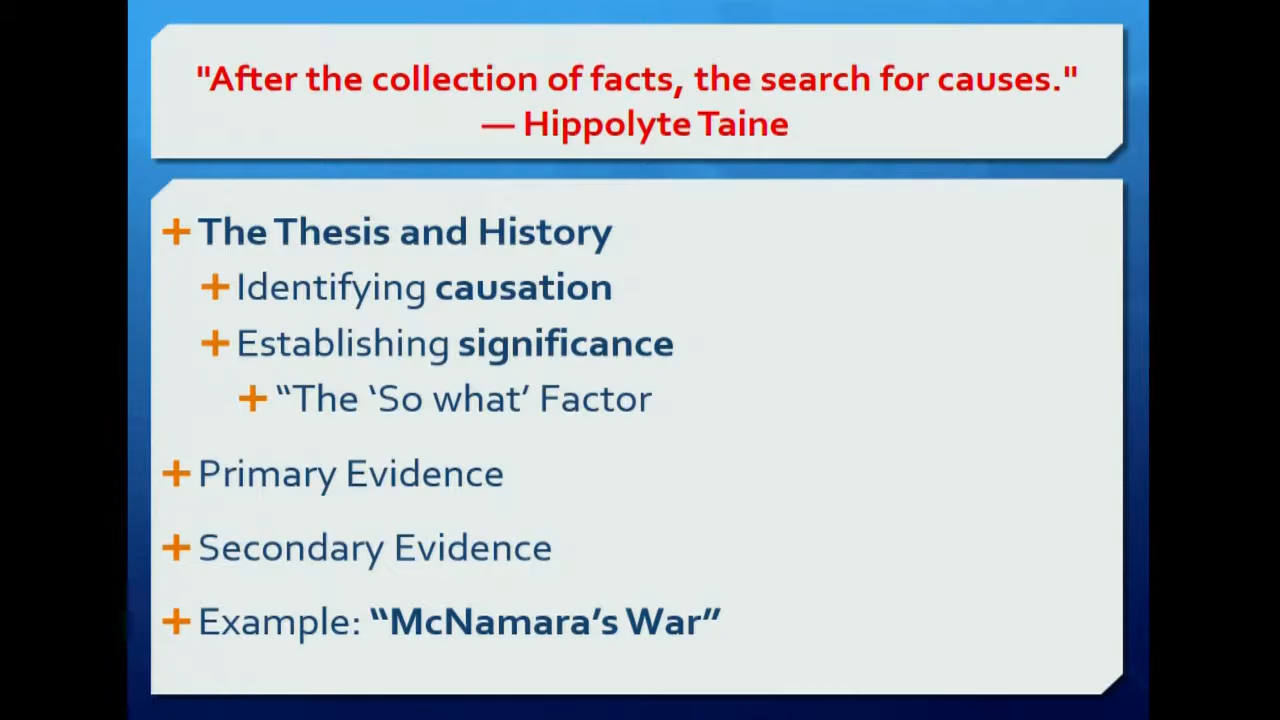 "After the collection of facts, the search for causes."
— Hippolyte Taine
The Thesis and History
Identifying causation
Establishing significance
“The ‘So what’ Factor
Primary Evidence
Secondary Evidence
Example: “McNamara’s War”